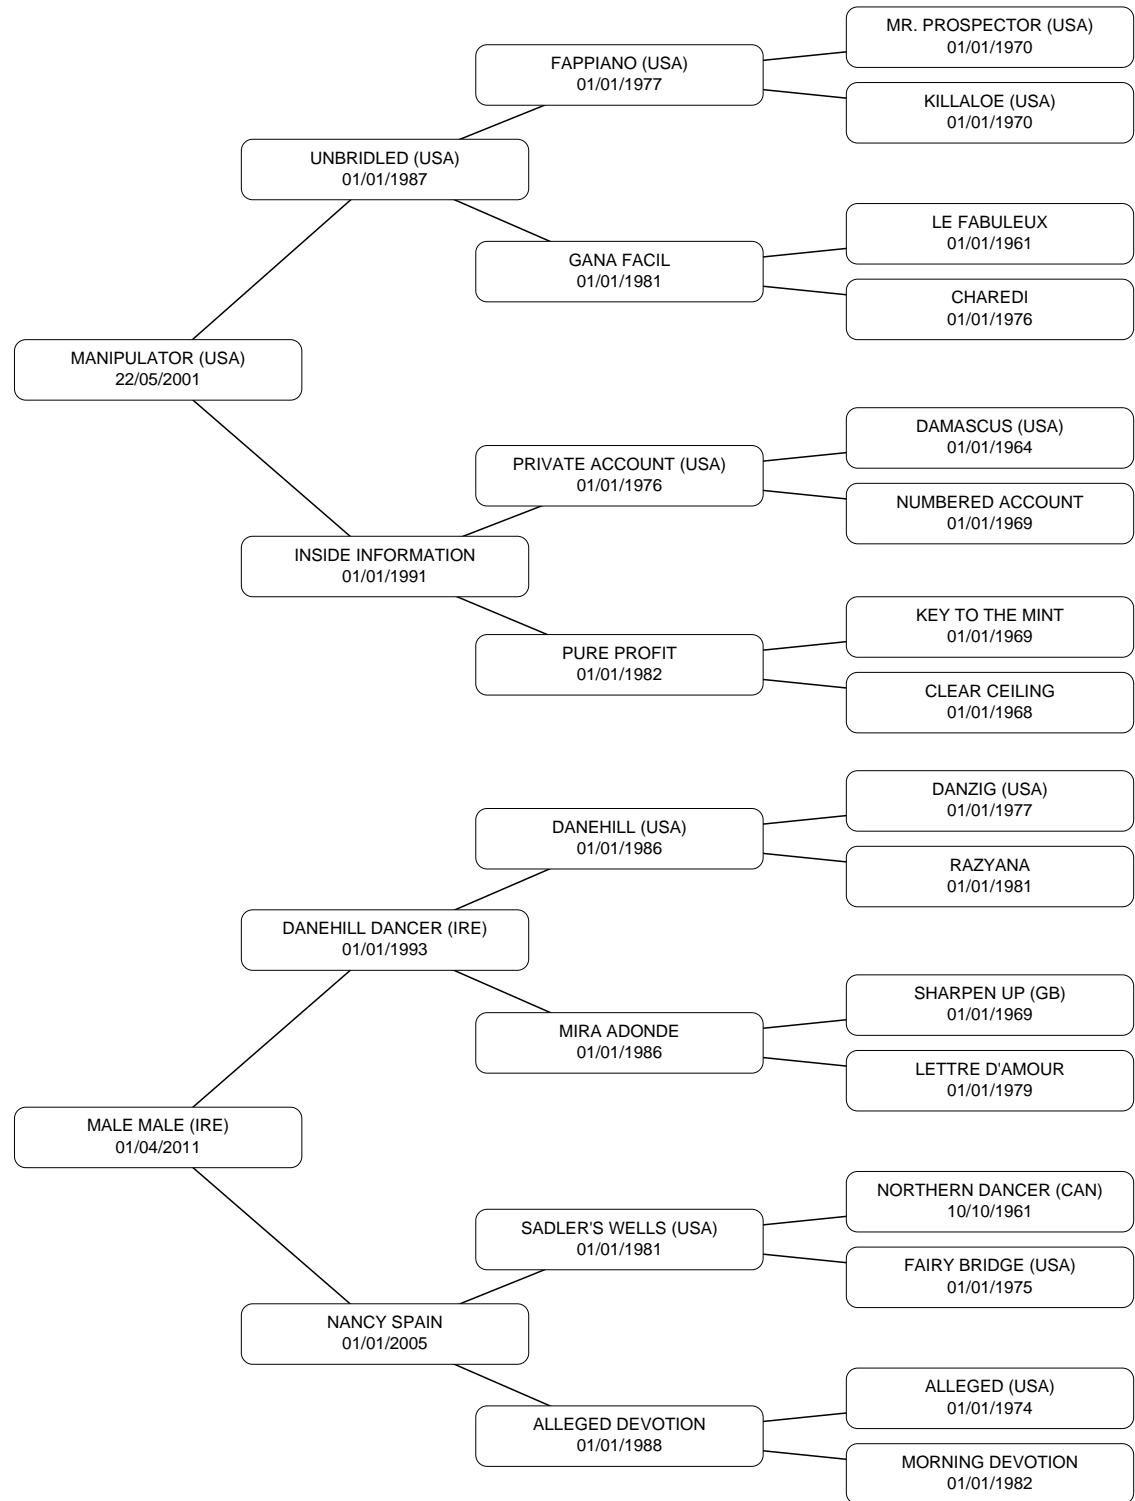 MR. PROSPECTOR (USA)
01/01/1970
FAPPIANO (USA)
01/01/1977
KILLALOE (USA)
01/01/1970
UNBRIDLED (USA)
01/01/1987
LE FABULEUX
01/01/1961
GANA FACIL
01/01/1981
CHAREDI
01/01/1976
MANIPULATOR (USA)
22/05/2001
DAMASCUS (USA)
01/01/1964
PRIVATE ACCOUNT (USA)
01/01/1976
NUMBERED ACCOUNT
01/01/1969
INSIDE INFORMATION
01/01/1991
KEY TO THE MINT
01/01/1969
PURE PROFIT
01/01/1982
CLEAR CEILING
01/01/1968
DANZIG (USA)
01/01/1977
DANEHILL (USA)
01/01/1986
RAZYANA
01/01/1981
DANEHILL DANCER (IRE)
01/01/1993
SHARPEN UP (GB)
01/01/1969
MIRA ADONDE
01/01/1986
LETTRE D'AMOUR
01/01/1979
MALE MALE (IRE)
01/04/2011
NORTHERN DANCER (CAN)
10/10/1961
SADLER'S WELLS (USA)
01/01/1981
FAIRY BRIDGE (USA)
01/01/1975
NANCY SPAIN
01/01/2005
ALLEGED (USA)
01/01/1974
ALLEGED DEVOTION
01/01/1988
MORNING DEVOTION
01/01/1982